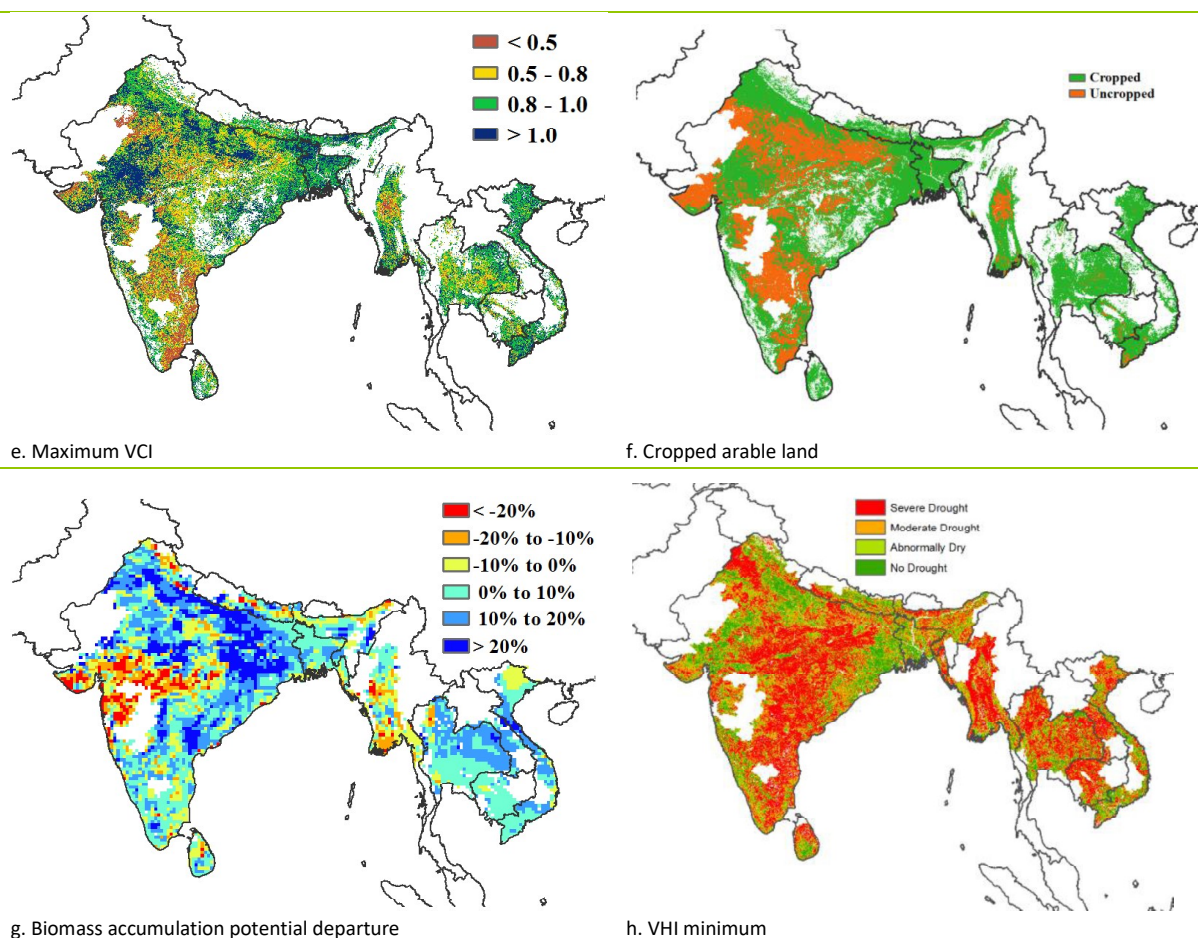 < 0.5
0.5 - 0.8
0.8 - 1.0
> 1.0
Cropped
Uncropped
e. Maximum VCI
f. Cropped arable land
< -20%
-20% to -10%
-10% to 0%
0% to 10%
10% to 20%
> 20%
Severe Drought
Moderate Drought
Abnormally Dry
No Drought
g. Biomass accumulation potential departure
h. VHI minimum